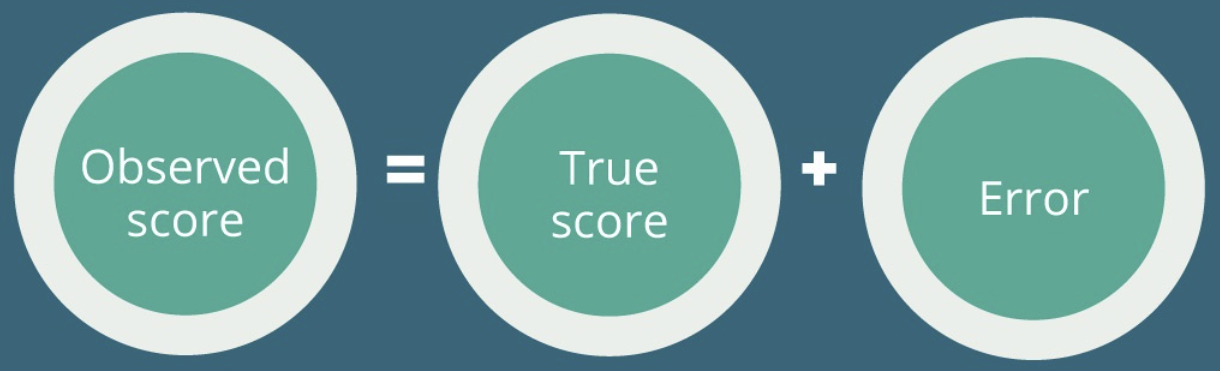 Observed
score
=
True
score
+
Error